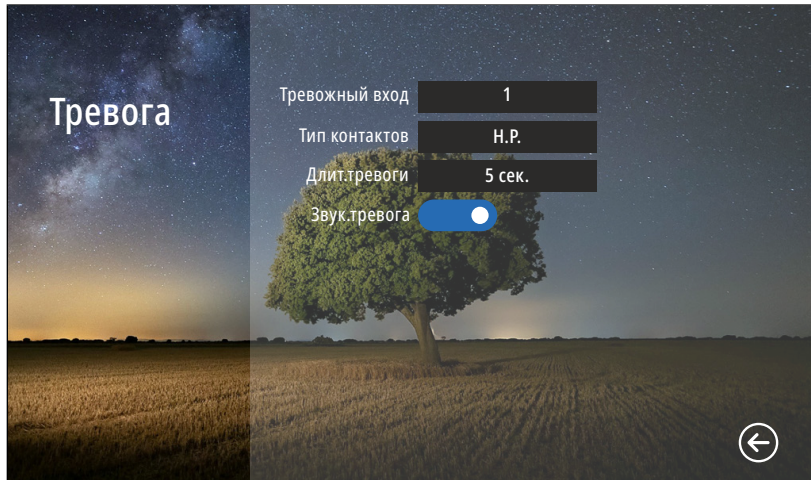 Тревога
Тревожный вход 1
Тип контактов Н.Р.
Длит.тревоги 5 сек.
Звук.тревога